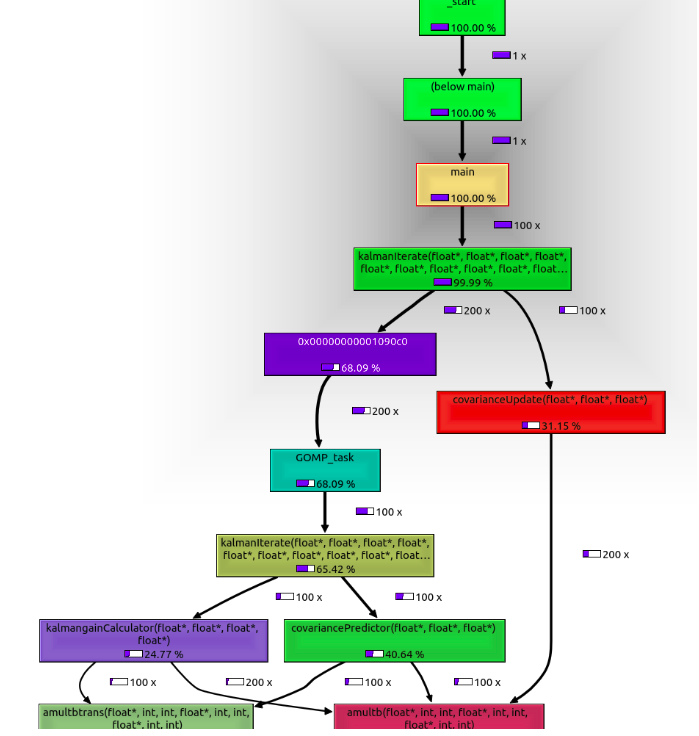 _start
100.00 %
1 x
(below main)
100.00 %
1 x
main
100.00 %
100 x
kalmanIterate(float*, float*, float*, float*,
float*, float*, float*, float*, float*, float...
99.99 %
200 x
100 x
0x00000000001090c0
68.09 %
covarianceUpdate(float*, float*, float*)
31.15 %
200 x
GOMP_task
68.09 %
100 x
200 x
kalmanIterate(float*, float*, float*, float*,
float*, float*, float*, float*, float*, float...
65.42 %
100 x
100 x
kalmangainCalculator(float*, float*, float*,
float*)
24.77 %
covariancePredictor(float*, float*, float*)
40.64 %
100 x
200 x
100 x
100 x
amultbtrans(float*, int, int, float*, int, int,
float*, int, int)
amultb(float*, int, int, float*, int, int,
float*, int, int)